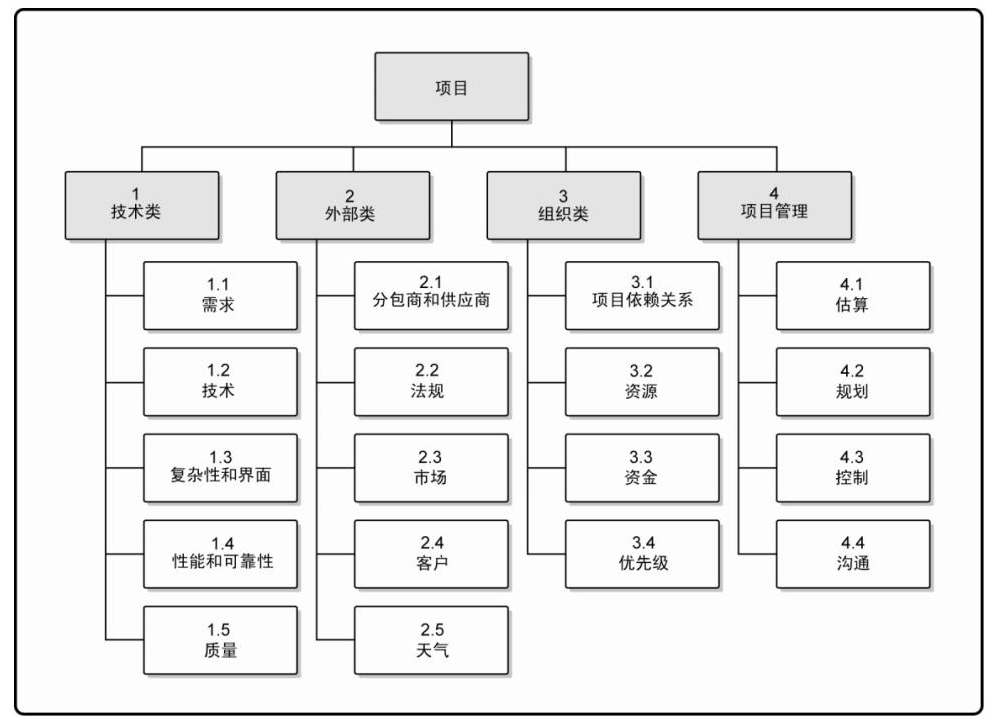 项目
1
技术类
2
外部类
3
组织类
4
项目管理
1.1
需求
1.2
技术
1.3
复杂性和界面
1.4
性能和可靠性
1.5
质量
2.1
分包商和供应商
2.2
法规
2.3
市场
2.4
客户
2.5
天气
3.1
项目依赖关系
3.2
资源
3.3
资金
3.4
优先级
4.1
估算
4.2
规划
4.3
控制
4.4
沟通